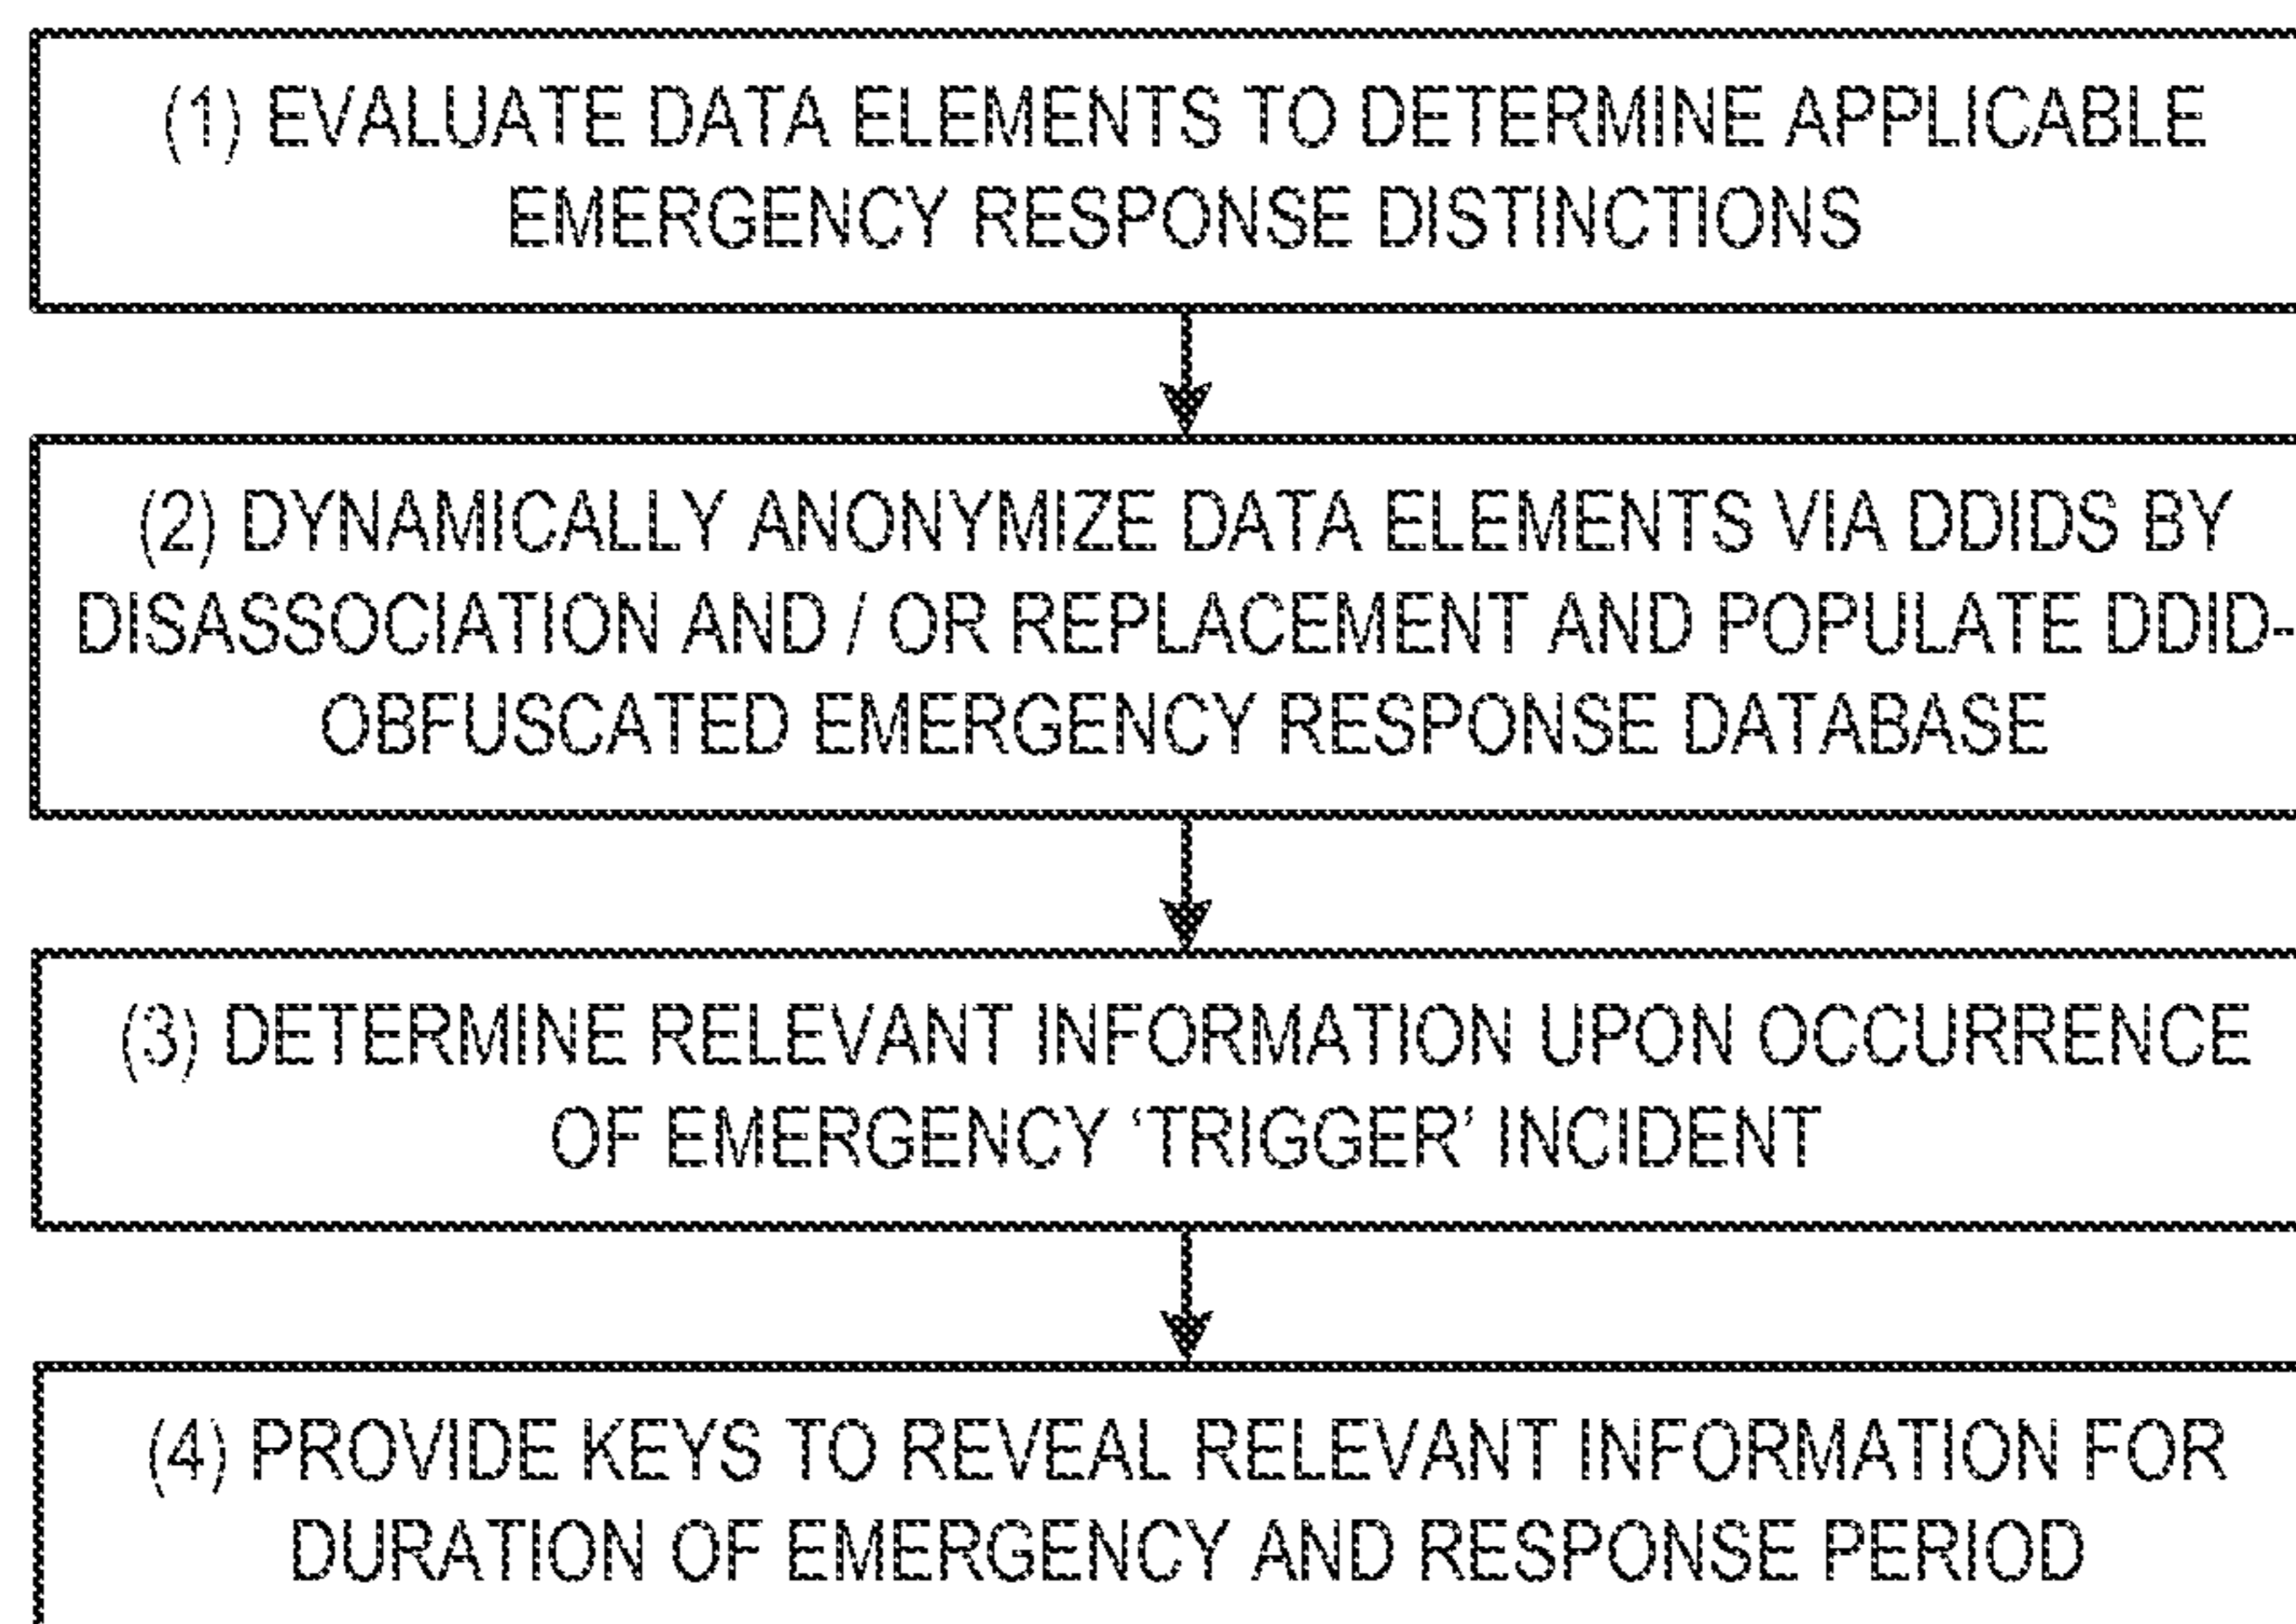 (1) EVALUATE DATA ELEMENTS TO DETERMINE APPLICABLE
EMERGENCY RESPONSE DISTINCTIONS
(2) DYNAMICALLY ANONYMIZE DATA ELEMENTS VIA DDIDS BY
DISASSOCIATION AND / OR REPLACEMENT AND POPULATE DDID-
OBFUSCATED EMERGENCY RESPONSE DATABASE
(3) DETERMINE RELEVANT INFORMATION UPON OCCURRENCE
OF EMERGENCY ‘TRIGGER’ INCIDENT
(4) PROVIDE KEYS TO REVEAL RELEVANT INFORMATION FOR
DURATION OF EMERGENCY AND RESPONSE PERIOD